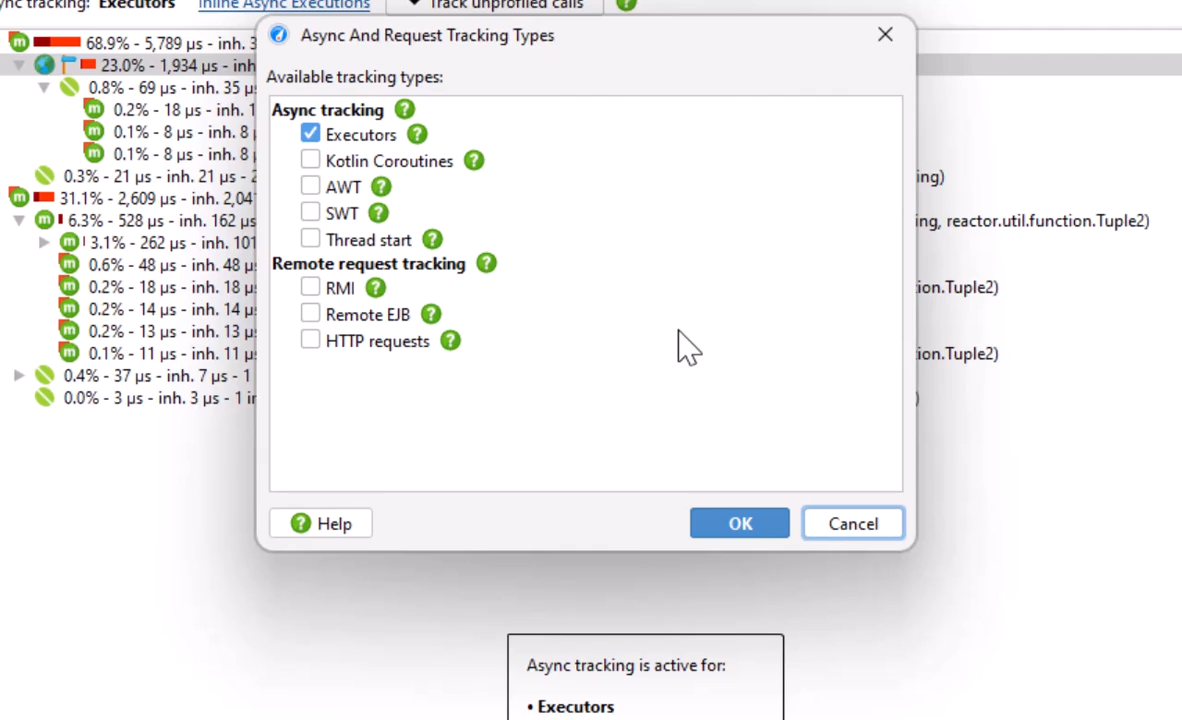 nc tracking: Executors Inline Async Executions Track unprofiled calls
68.9% - 5,789 µs - inh. 3
23.0% - 1,934 µs - inh
0.8% - 69 µs - inh. 35 µs
0.2% - 18 µs - inh. 1
0.1% - 8 µs - inh. 8
0.1% - 8 µs - inh. 8
0.3% - 21 µs - inh. 21 µs - 2 ing)
31.1% - 2,609 µs - inh. 2,04
6.3% - 528 µs - inh. 162 µs ing, reactor.util.function.Tuple2)
3.1% - 262 µs - inh. 101
0.6% - 48 µs - inh. 48 µs
0.2% - 18 µs - inh. 18 µs ion.Tuple2)
0.2% - 14 µs - inh. 14 µs
0.2% - 13 µs - inh. 13 µs
0.1% - 11 µs - inh. 11 µs ion.Tuple2)
0.4% - 37 µs - inh. 7 µs - 1
0.0% - 3 µs - inh. 3 µs - 1 in )
Async And Request Tracking Types
Available tracking types:
Async tracking
Executors
Kotlin Coroutines
AWT
SWT
Thread start
Remote request tracking
RMI
Remote EJB
HTTP requests
Help OK Cancel
Async tracking is active for:
• Executors